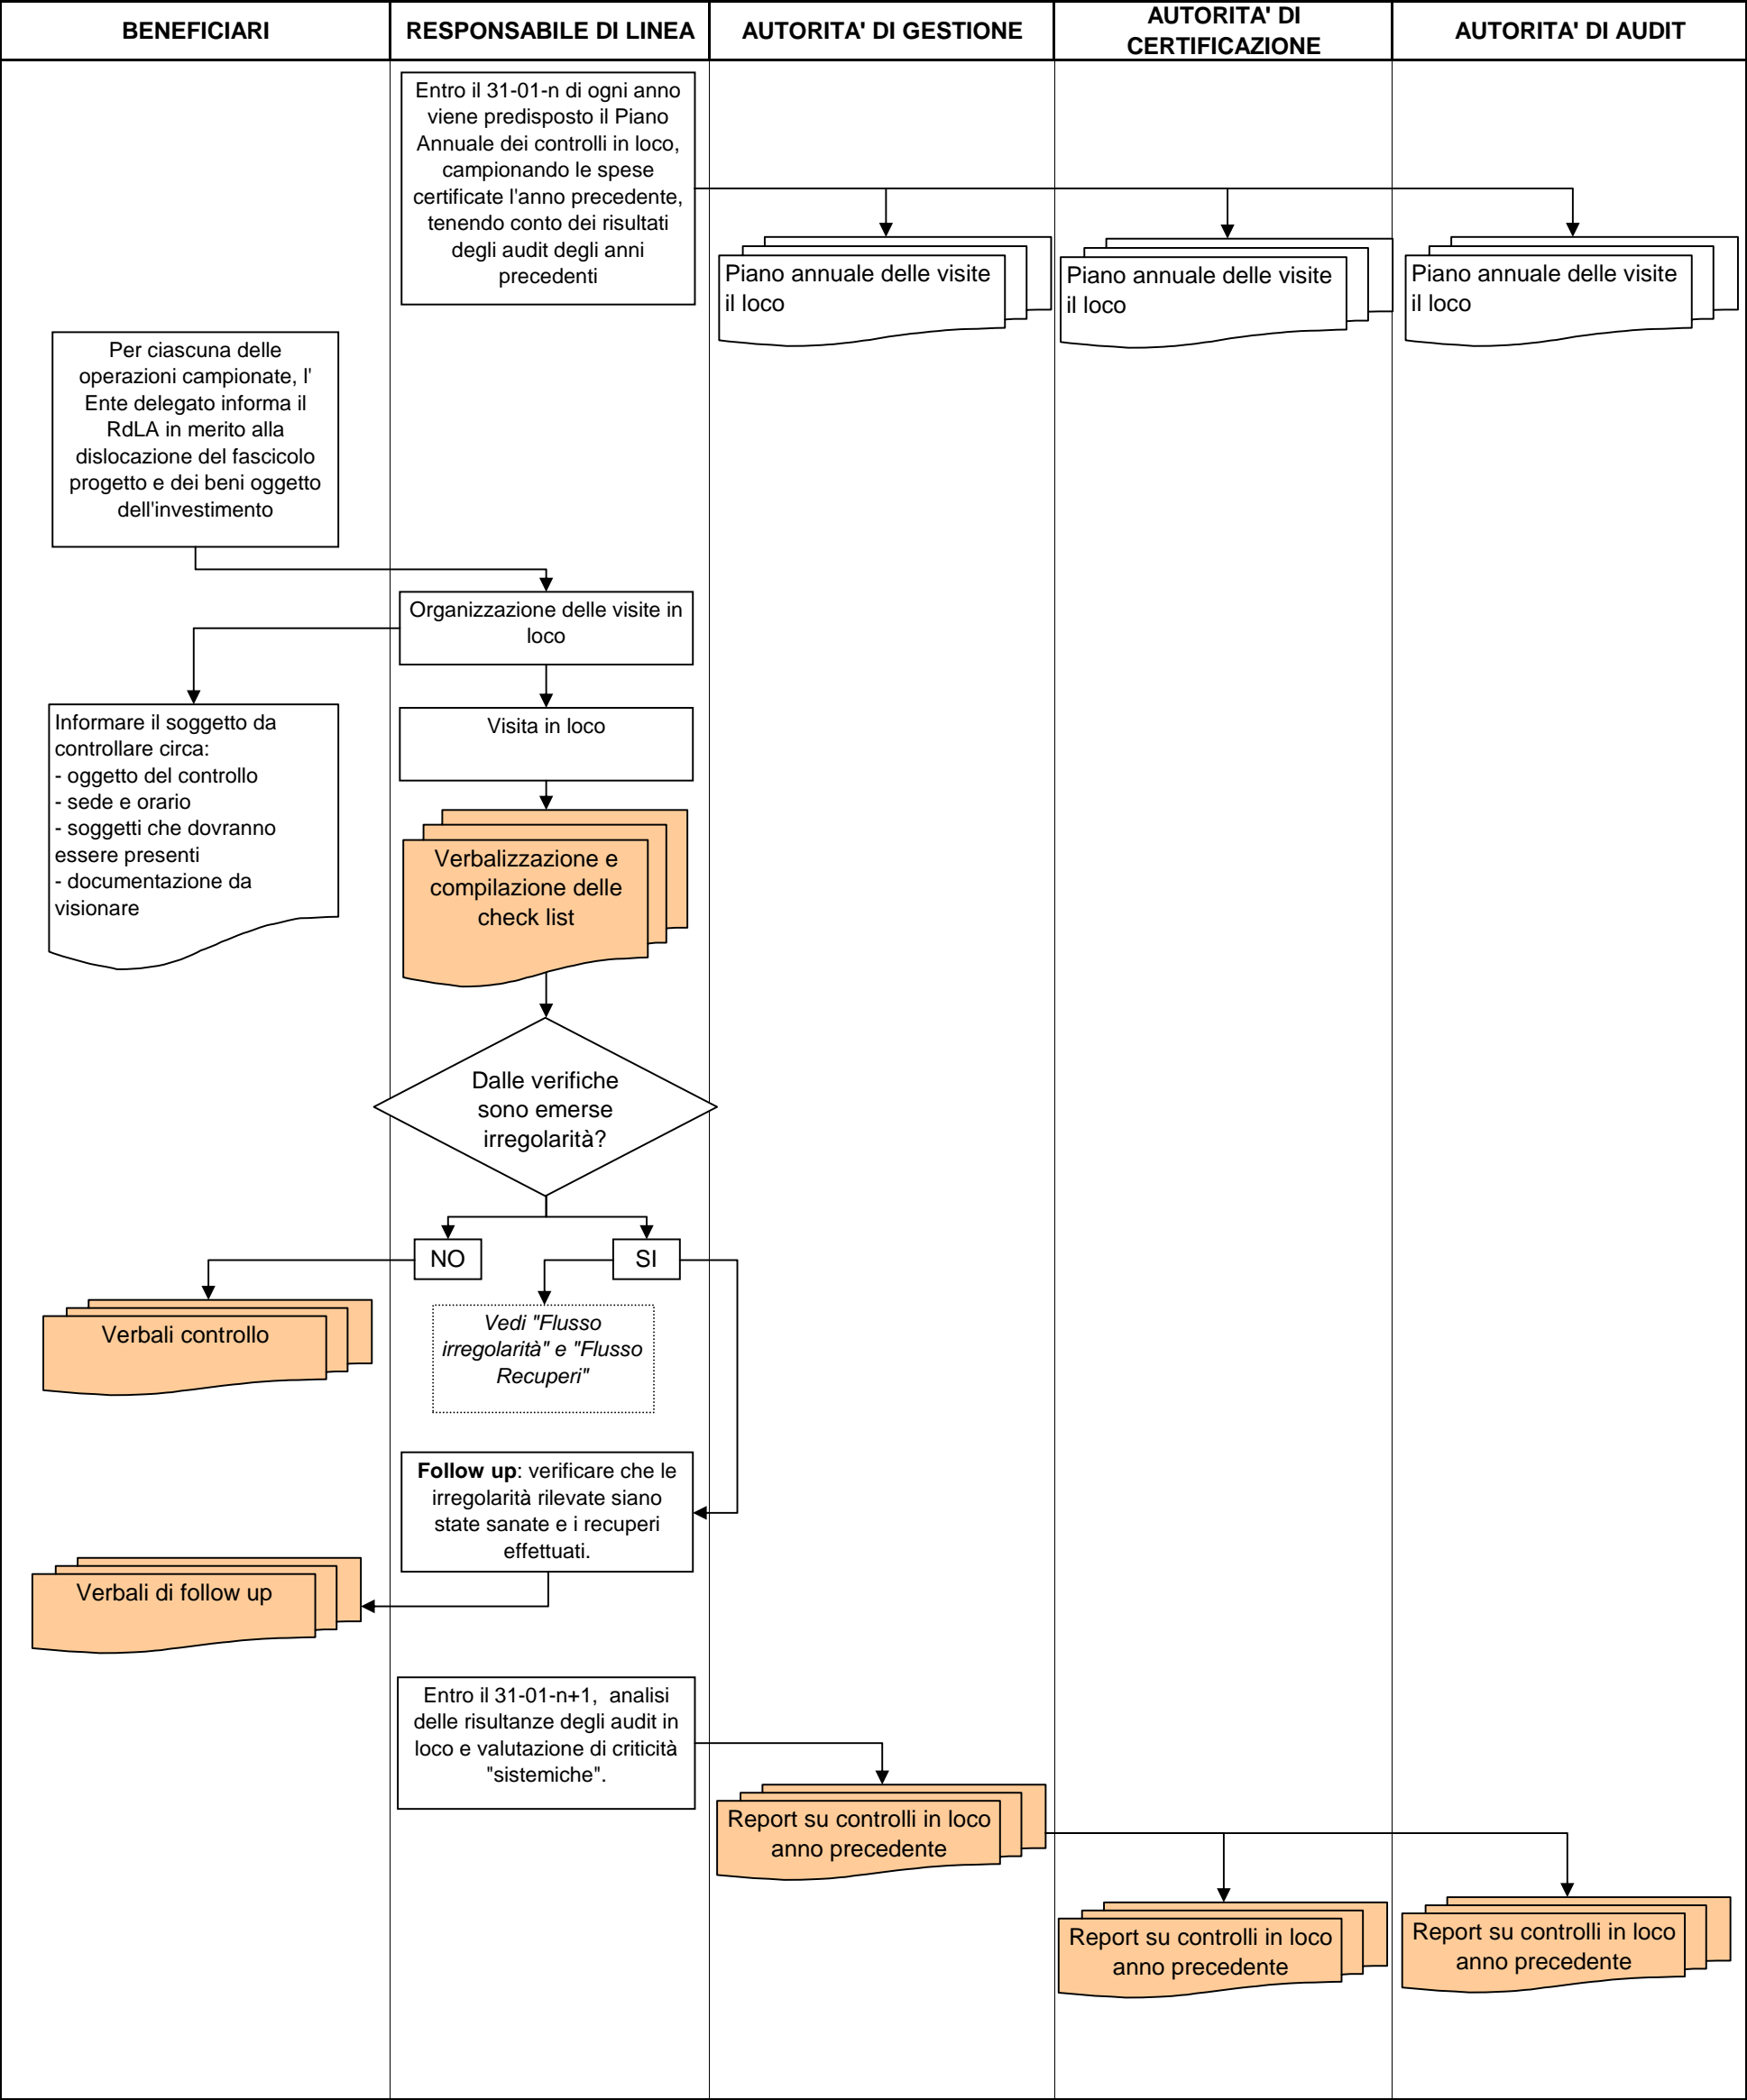 BENEFICIARI
RESPONSABILE DI LINEA
AUTORITA' DI GESTIONE
AUTORITA' DI
CERTIFICAZIONE
AUTORITA' DI AUDIT
Entro il 31-01-n di ogni anno
viene predisposto il Piano
Annuale dei controlli in loco,
campionando le spese
certificate l'anno precedente,
tenendo conto dei risultati
degli audit degli anni
precedenti
Piano annuale delle visite
il loco
Piano annuale delle visite
il loco
Piano annuale delle visite
il loco
Per ciascuna delle
operazioni campionate, l'
Ente delegato informa il
RdLA in merito alla
dislocazione del fascicolo
progetto e dei beni oggetto
dell'investimento
Organizzazione delle visite in
loco
Informare il soggetto da
controllare circa:
- oggetto del controllo
- sede e orario
- soggetti che dovranno
essere presenti
- documentazione da
visionare
Visita in loco
Verbalizzazione e
compilazione delle
check list
Dalle verifiche
sono emerse
irregolarità?
NO
SI
Verbali controllo
Vedi "Flusso
irregolarità" e "Flusso
Recuperi"
Follow up: verificare che le
irregolarità rilevate siano
state sanate e i recuperi
effettuati.
Verbali di follow up
Entro il 31-01-n+1,  analisi
delle risultanze degli audit in
loco e valutazione di criticità
"sistemiche".
Report su controlli in loco
anno precedente
Report su controlli in loco
anno precedente
Report su controlli in loco
anno precedente